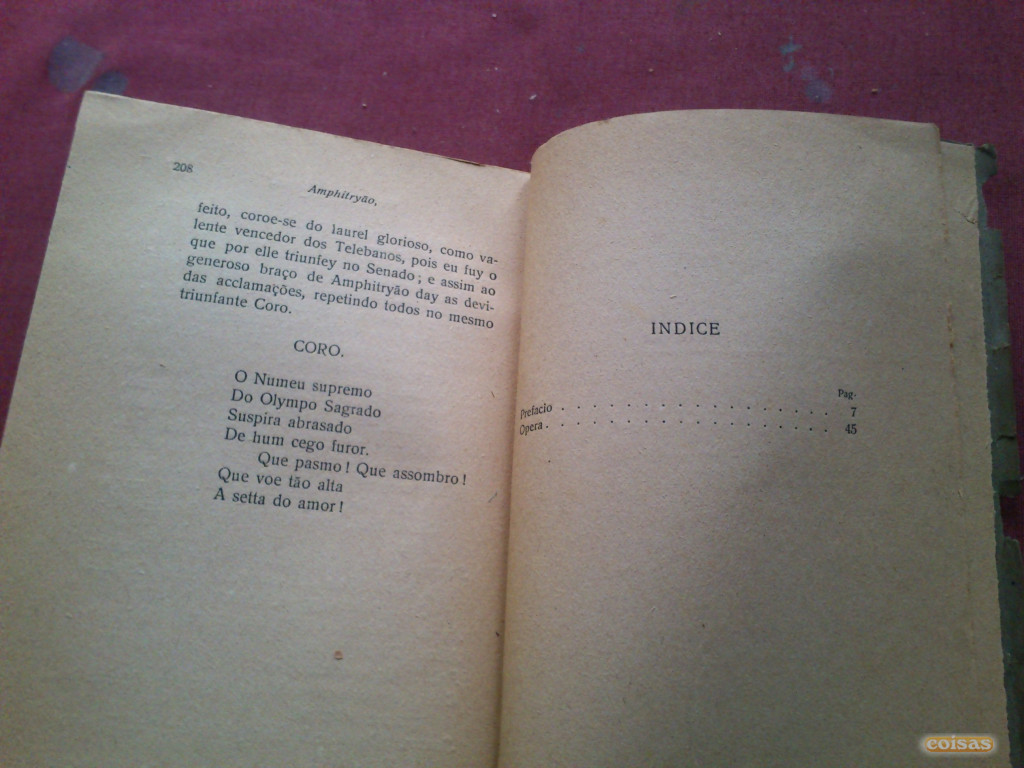 208
Amphitryão,
feito, coroe-se do laurel glorioso, como va-
lente vencedor dos Telebanos, pois eu fuy o
que por elle triunfey no Senado; e assim ao
generoso braço de Amphitryão day as devi-
das acclamações, repetindo todos no mesmo
triunfante Coro.
CORO.
O Numeu supremo
Do Olympo Sagrado
Suspira abrasado
De hum cego furor.
Que pasmo! Que assombro!
Que voe tão alta
A setta do amor!
INDICE
Pag.
Prefacio . . . . . . . . . . . . . . . . . 7
Opera . . . . . . . . . . . . . . . . . 45
coisas